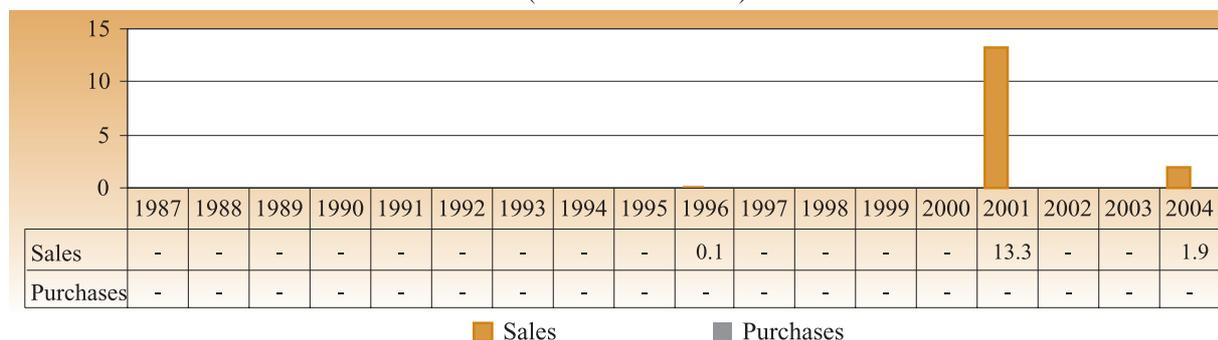 15
10
5
0
1987 1988 1989 1990 1991 1992 1993 1994 1995 1996 1997 1998 1999 2000 2001 2002 2003 2004
Sales - - - - - - - - - 0.1 - - - - 13.3 - - 1.9
Purchases - - - - - - - - - - - - - - - - - -
Sales Purchases